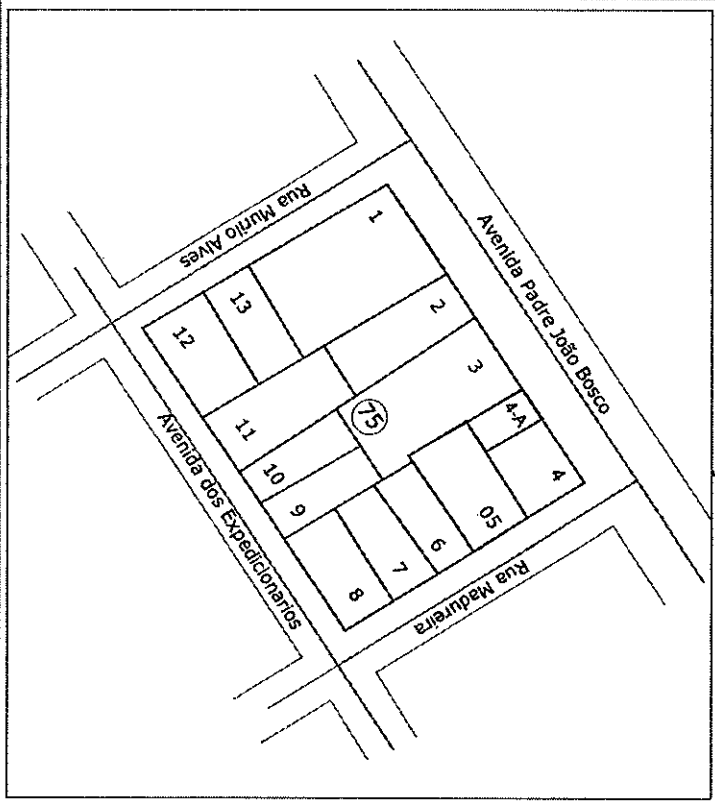 Rua Murilo Alves
Avenida Padre João Bosco
1
2
13
3
12
4-A
75
11
4
10
05
9
6
7
8
Avenida dos Expedicionarios
Rua Madureira